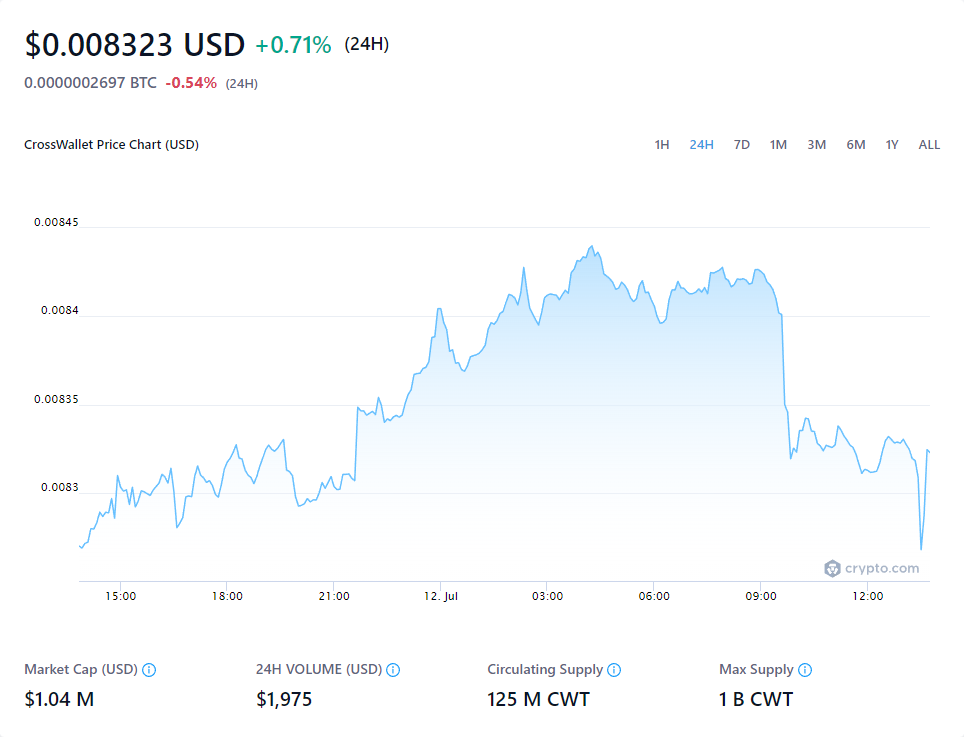 $0.008323 USD +0.71% (24H)
0.0000002697 BTC -0.54% (24H)
CrossWallet Price Chart (USD)
1H 24H 7D 1M 3M 6M 1Y ALL
0.00845
0.0084
0.00835
0.0083
crypto.com
15:00 18:00 21:00 12. Jul 03:00 06:00 09:00 12:00
Market Cap (USD) 24H VOLUME (USD) Circulating Supply Max Supply
$1.04 M $1,975 125 M CWT 1 B CWT